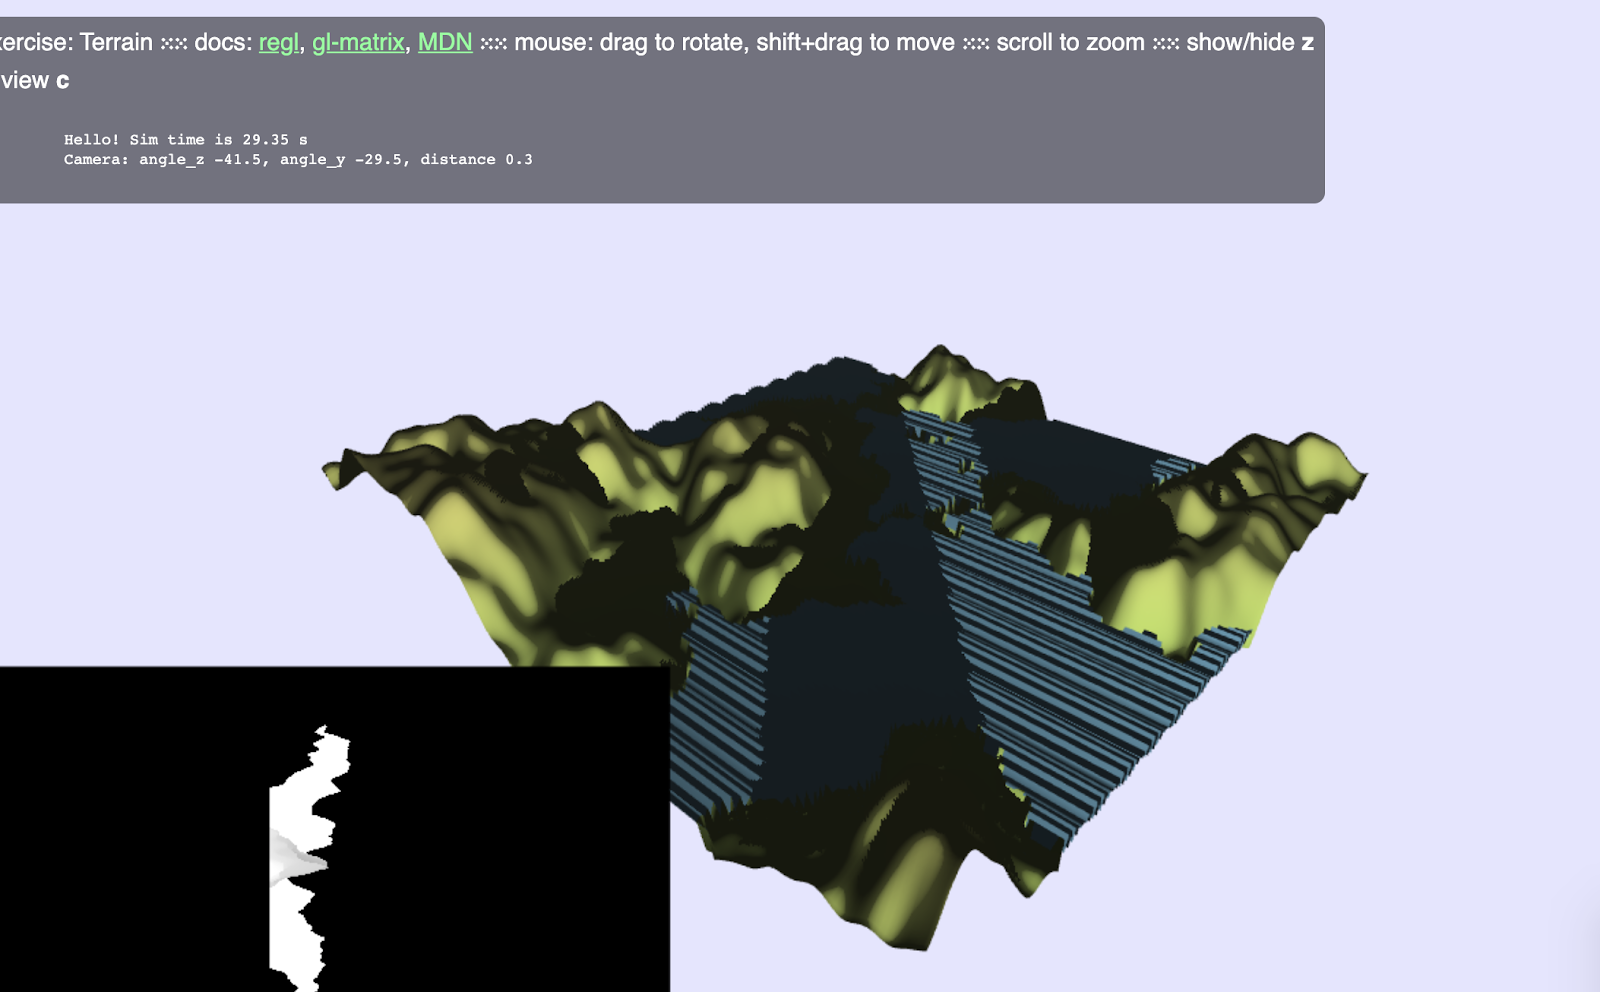 xercise: Terrain ⁙⁙ docs: regl, gl-matrix, MDN ⁙⁙ mouse: drag to rotate, shift+drag to move ⁙⁙ scroll to zoom ⁙⁙ show/hide z
view c
Hello! Sim time is 29.35 s
Camera: angle_z -41.5, angle_y -29.5, distance 0.3